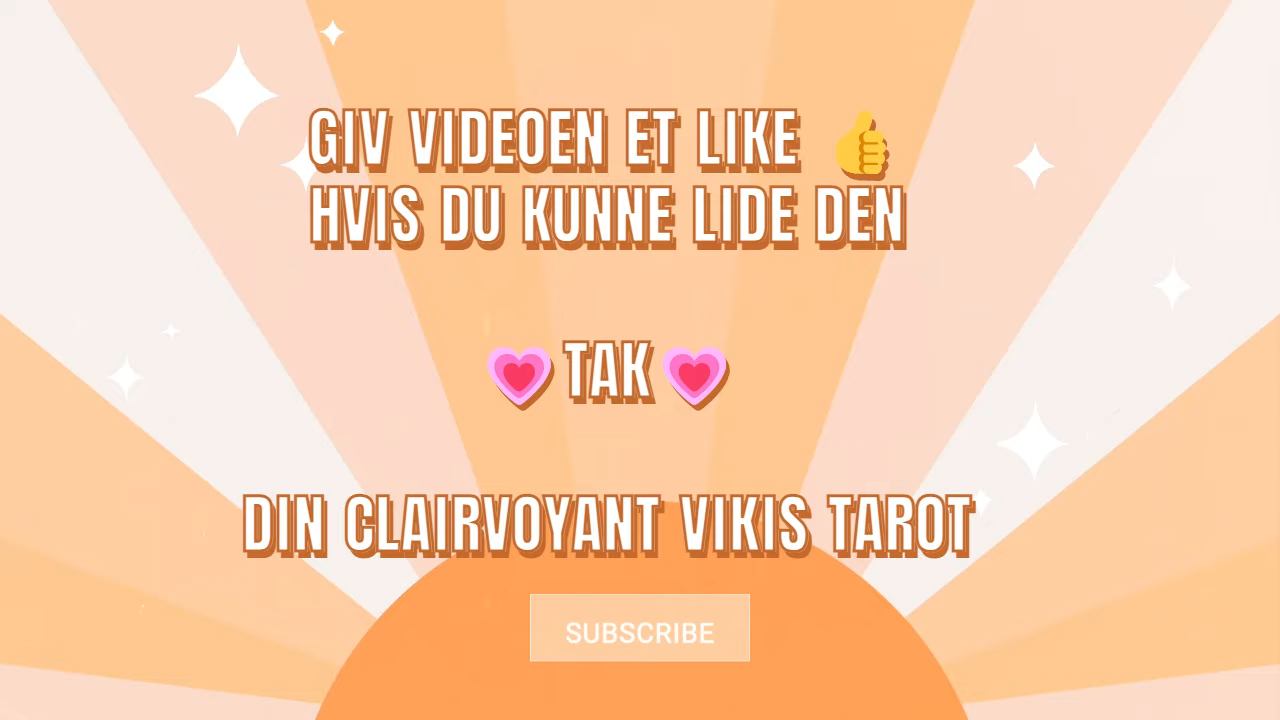 GIV VIDEOEN ET LIKE 👍
HVIS DU KUNNE LIDE DEN
💗 TAK 💗
DIN CLAIRVOYANT VIKIS TAROT
SUBSCRIBE